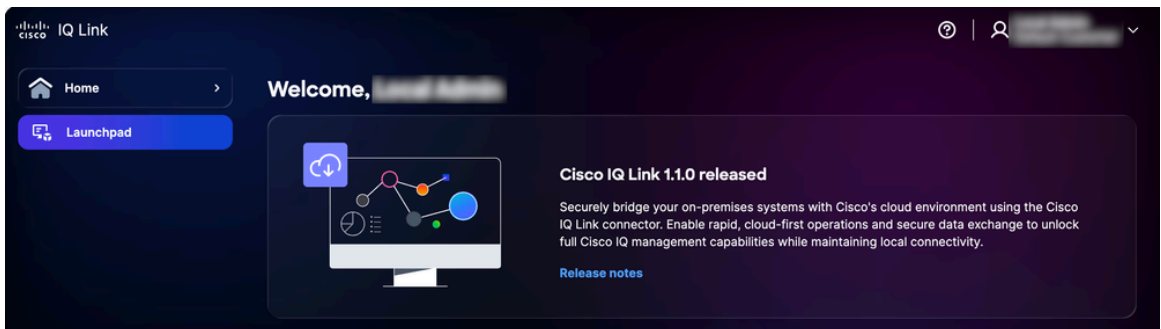 cisco IQ Link
Home
Welcome,
Launchpad
Cisco IQ Link 1.1.0 released
Securely bridge your on-premises systems with Cisco's cloud environment using the Cisco
IQ Link connector. Enable rapid, cloud-first operations and secure data exchange to unlock
full Cisco IQ management capabilities while maintaining local connectivity.
Release notes